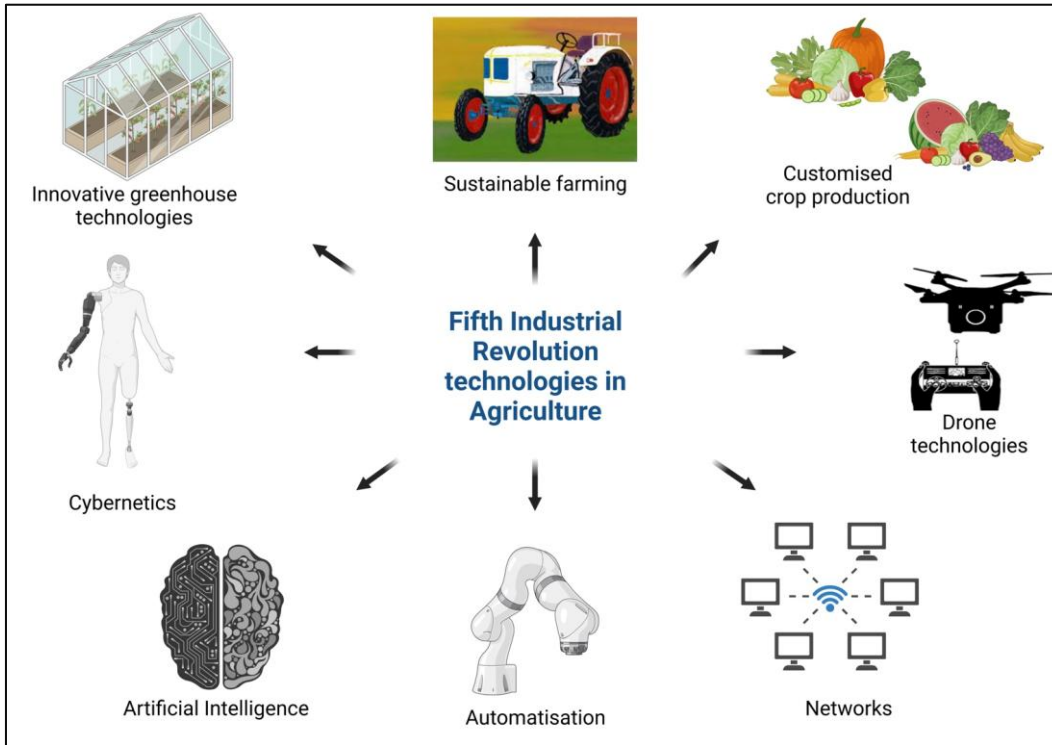 Innovative greenhouse
technologies
Sustainable farming
Customised
crop production
Cybernetics
Fifth Industrial
Revolution
technologies in
Agriculture
Drone
technologies
Artificial Intelligence
Automatisation
Networks